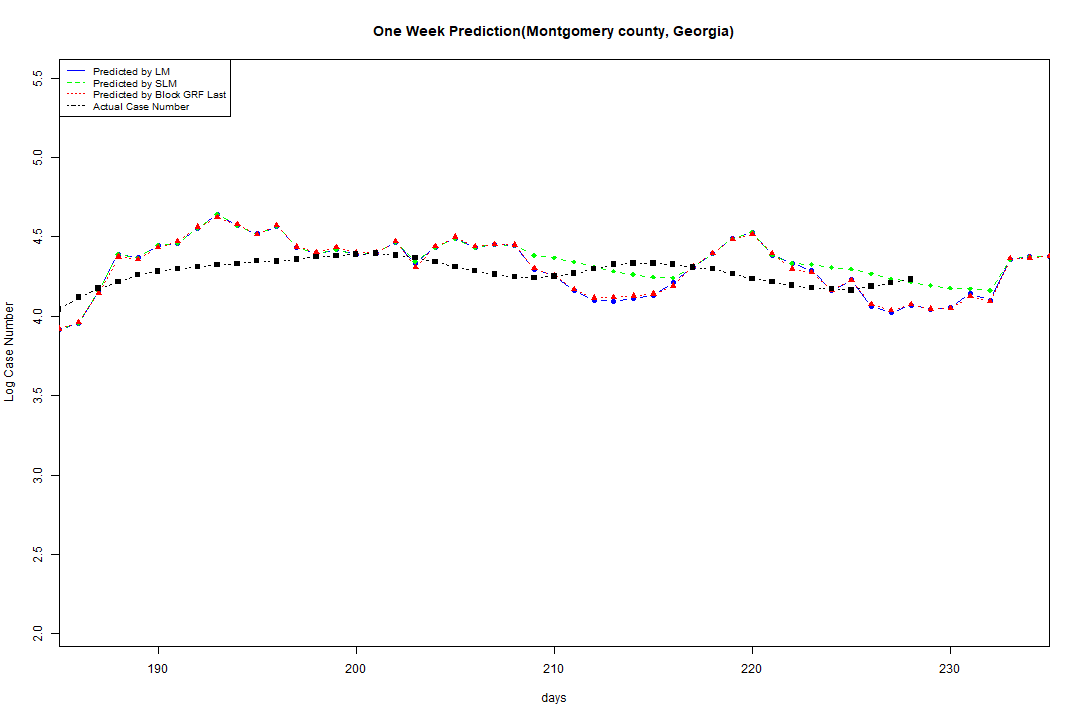 One Week Prediction(Montgomery county, Georgia)
Predicted by LM
Predicted by SLM
Predicted by Block GRF Last
Actual Case Number
5.5
5.0
4.5
4.0
3.5
3.0
2.5
2.0
Log Case Number
190 200 210 220 230
days